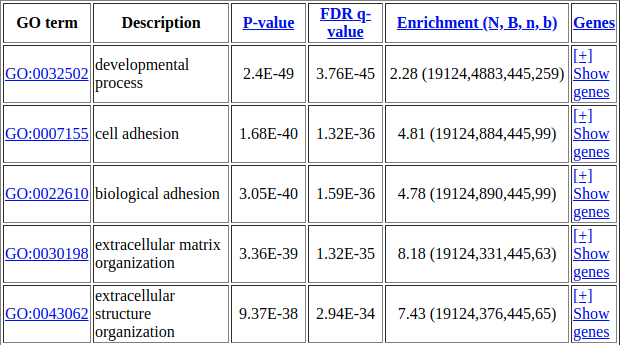 GO term Description P-value FDR q-value Enrichment (N, B, n, b) Genes
GO:0032502 developmental process 2.4E-49 3.76E-45 2.28 (19124,4883,445,259) [+] Show genes
GO:0007155 cell adhesion 1.68E-40 1.32E-36 4.81 (19124,884,445,99) [+] Show genes
GO:0022610 biological adhesion 3.05E-40 1.59E-36 4.78 (19124,890,445,99) [+] Show genes
GO:0030198 extracellular matrix organization 3.36E-39 1.32E-35 8.18 (19124,331,445,63) [+] Show genes
GO:0043062 extracellular structure organization 9.37E-38 2.94E-34 7.43 (19124,376,445,65) [+] Show genes